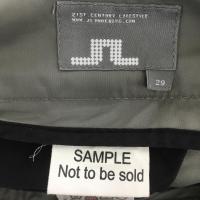 21ST CENTURY LIFESTYLE
WWW.JLINDEBERG.COM
29
SAMPLE
Not to be sold